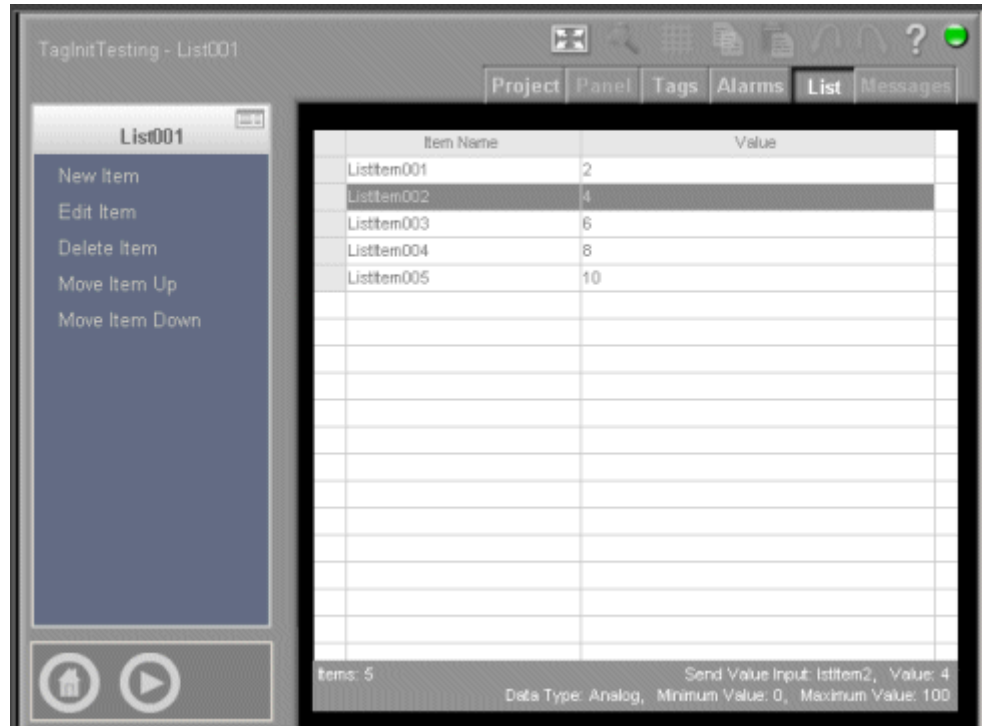 TagInitTesting - List001
?
Project Panel Tags Alarms List Messages
List001
New Item
Edit Item
Delete Item
Move Item Up
Move Item Down
Item Name Value
ListItem001 2
ListItem002 4
ListItem003 6
ListItem004 8
ListItem005 10
Items: 5
Send Value Input: lstItem2, Value: 4
Data Type: Analog, Minimum Value: 0, Maximum Value: 100